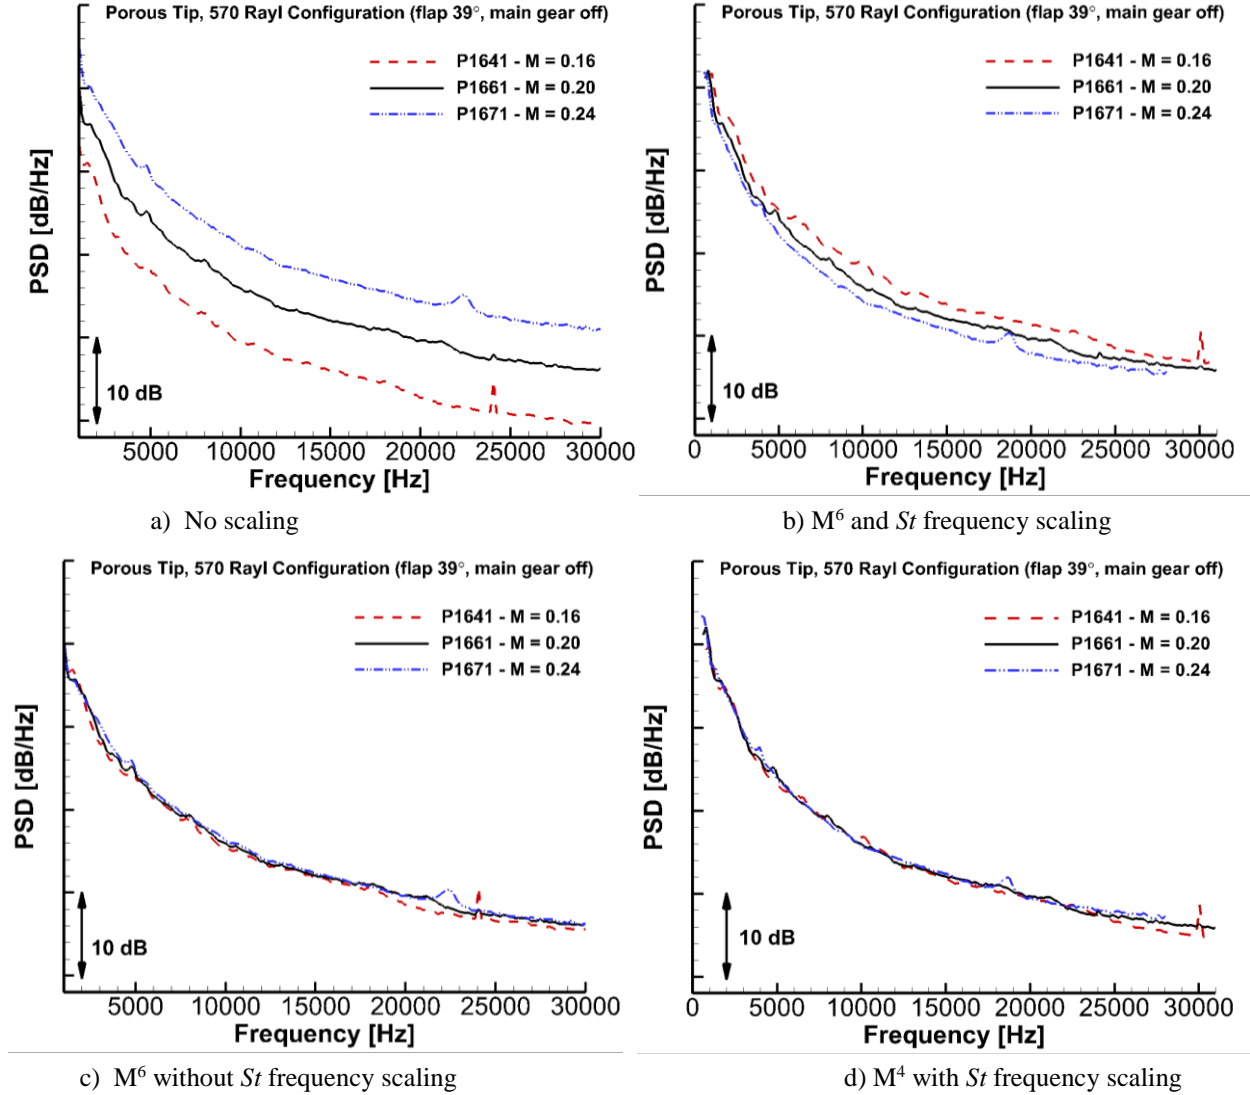 Porous Tip, 570 Rayl Configuration (flap 39°, main gear off)
P1641 - M = 0.16
P1661 - M = 0.20
P1671 - M = 0.24
PSD [dB/Hz]
10 dB
5000 10000 15000 20000 25000 30000
Frequency [Hz]
a) No scaling
Porous Tip, 570 Rayl Configuration (flap 39°, main gear off)
P1641 - M = 0.16
P1661 - M = 0.20
P1671 - M = 0.24
PSD [dB/Hz]
10 dB
0 5000 10000 15000 20000 25000 30000
Frequency [Hz]
b) M⁶ and St frequency scaling
Porous Tip, 570 Rayl Configuration (flap 39°, main gear off)
P1641 - M = 0.16
P1661 - M = 0.20
P1671 - M = 0.24
PSD [dB/Hz]
10 dB
5000 10000 15000 20000 25000 30000
Frequency [Hz]
c) M⁶ without St frequency scaling
Porous Tip, 570 Rayl Configuration (flap 39°, main gear off)
P1641 - M = 0.16
P1661 - M = 0.20
P1671 - M = 0.24
PSD [dB/Hz]
10 dB
0 5000 10000 15000 20000 25000 30000
Frequency [Hz]
d) M⁴ with St frequency scaling